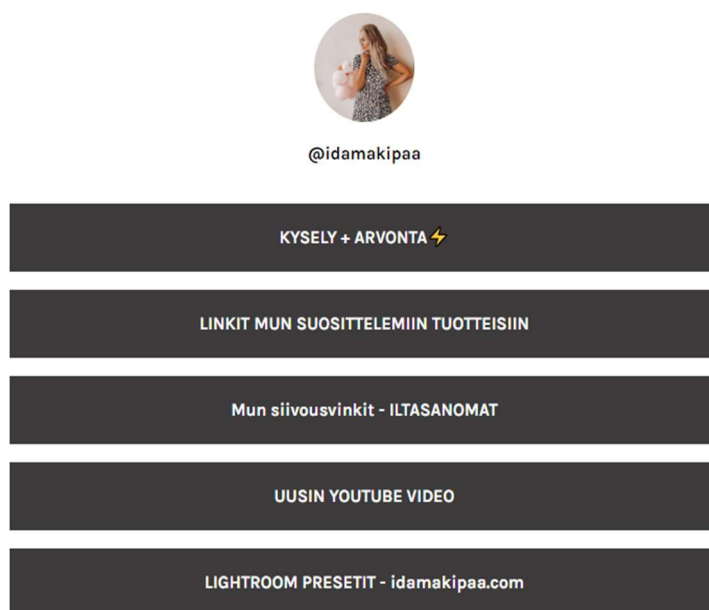 @idamakipaa
KYSELY + ARVONTA⚡
LINKIT MUN SUOSITTELEMIIN TUOTTEISIIN
Mun siivousvinkit - ILTASANOMAT
UUSIN YOUTUBE VIDEO
LIGHTROOM PRESETIT - idamakipaa.com